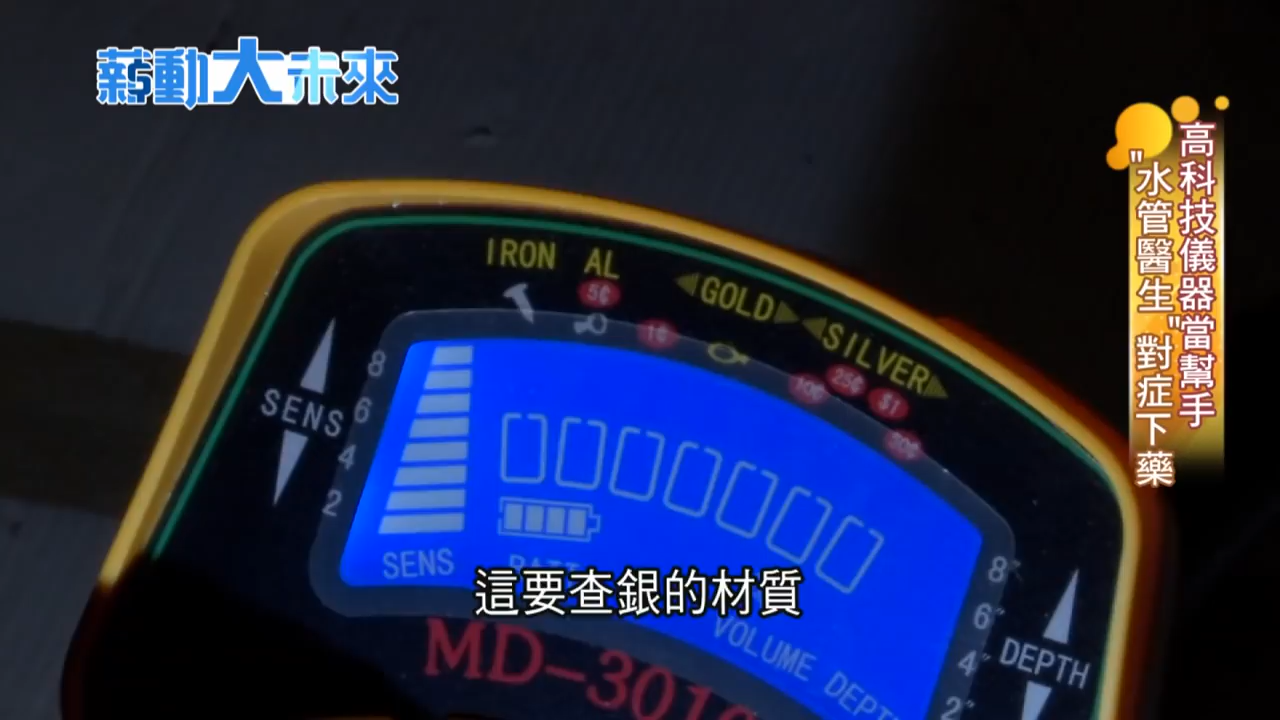 薪動大未來
高科技儀器當幫手
"水管醫生"對症下藥
IRON AL GOLD SILVER
5¢
1¢
10¢ 25¢ $1
50¢
8
6
4
2
SENS
SENS
BATT
VOLUME DEPTH
8"
6"
4"
2"
DEPTH
這要查銀的材質